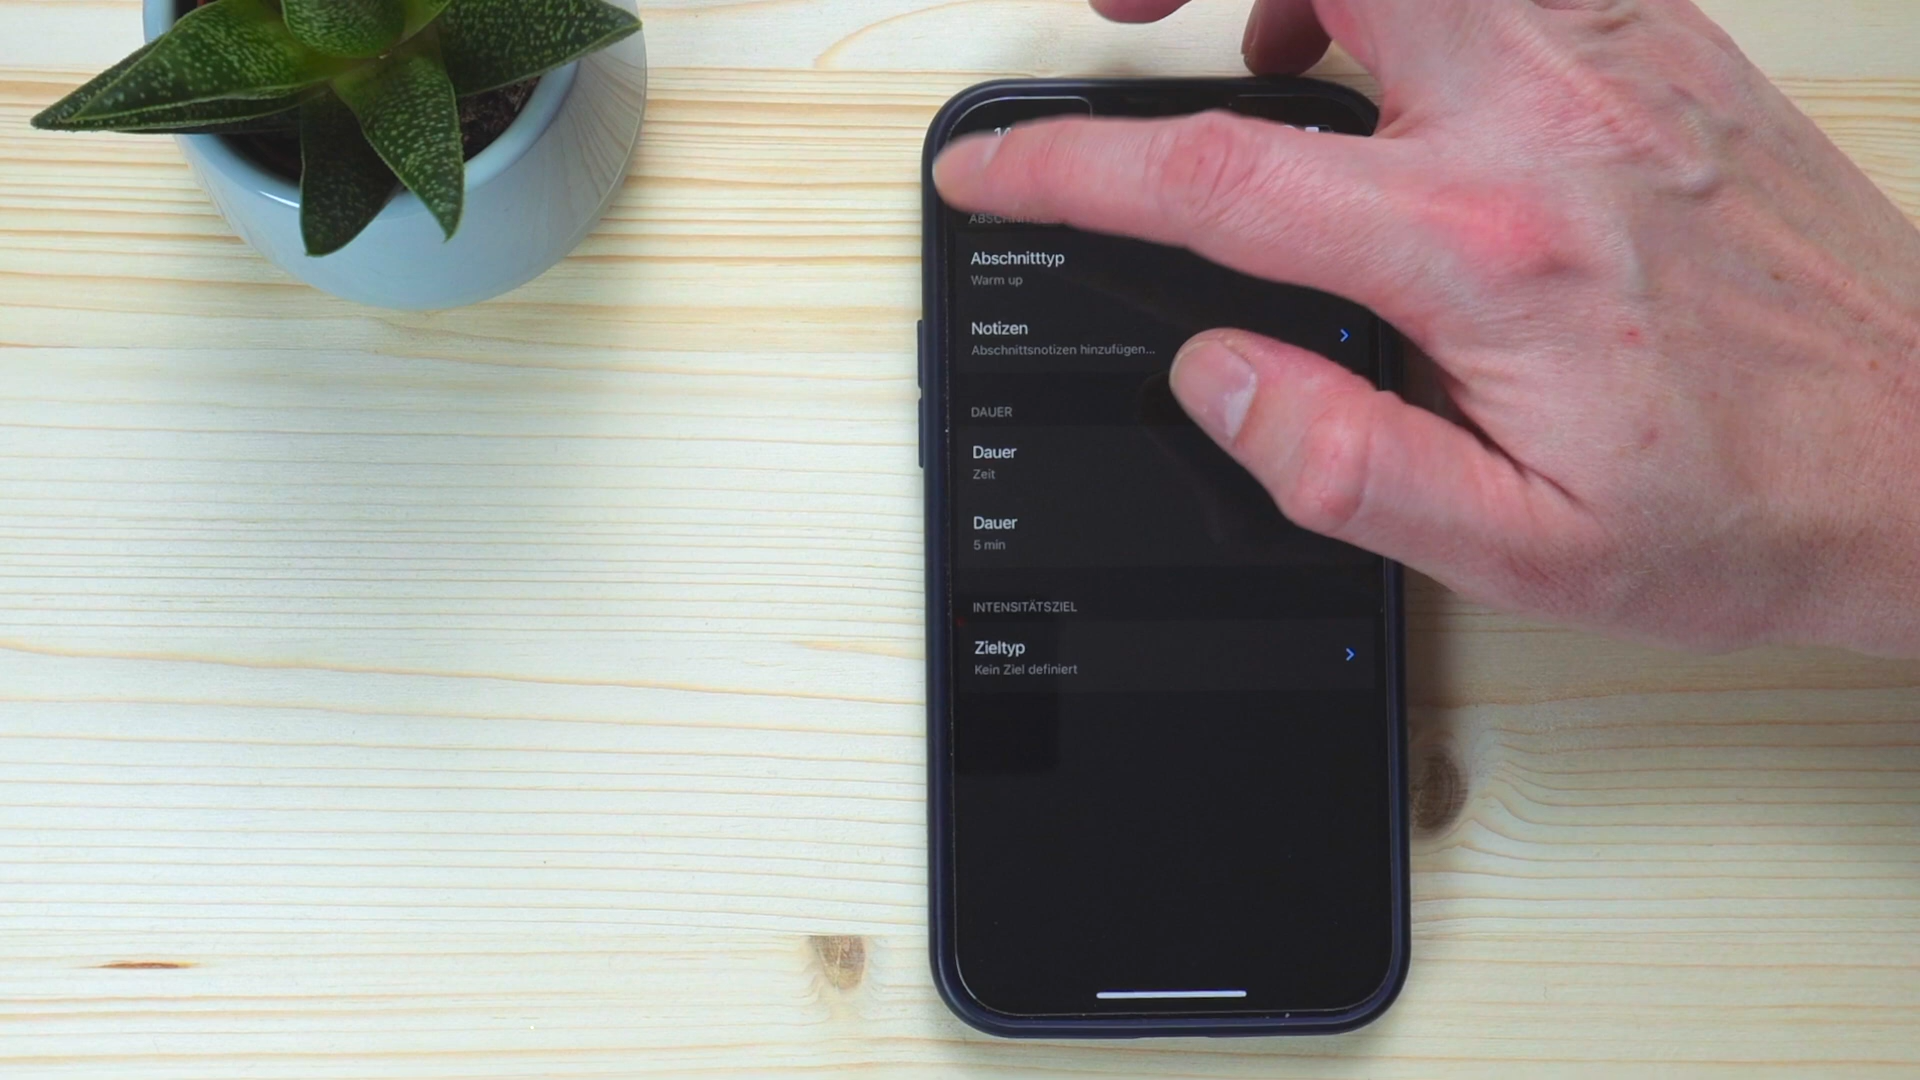 Abschnitttyp
Warm up
Notizen
Abschnittsnotizen hinzufügen...
DAUER
Dauer
Zeit
Dauer
5 min
INTENSITÄTSZIEL
Zieltyp
Kein Ziel definiert